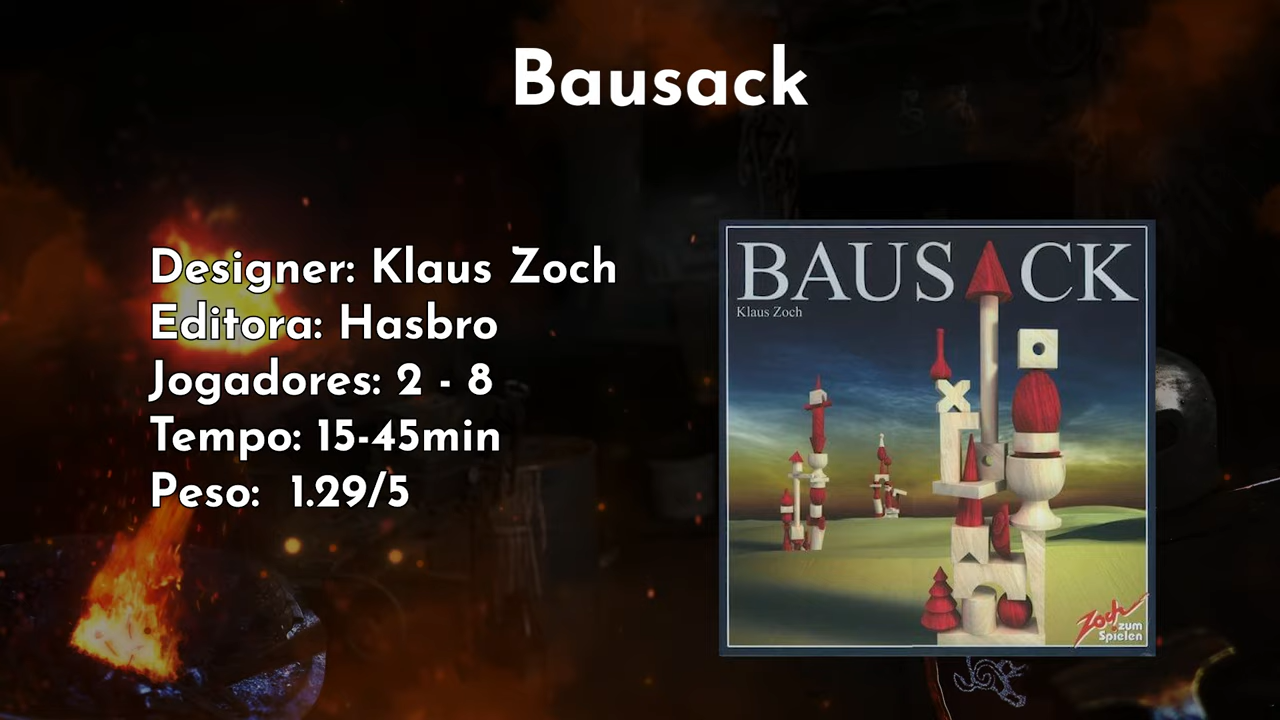 Bausack
Designer: Klaus Zoch
Editora: Hasbro
Jogadores: 2 - 8
Tempo: 15-45min
Peso: 1.29/5
BAUSACK
Klaus Zoch
Zoch
zum
Spielen